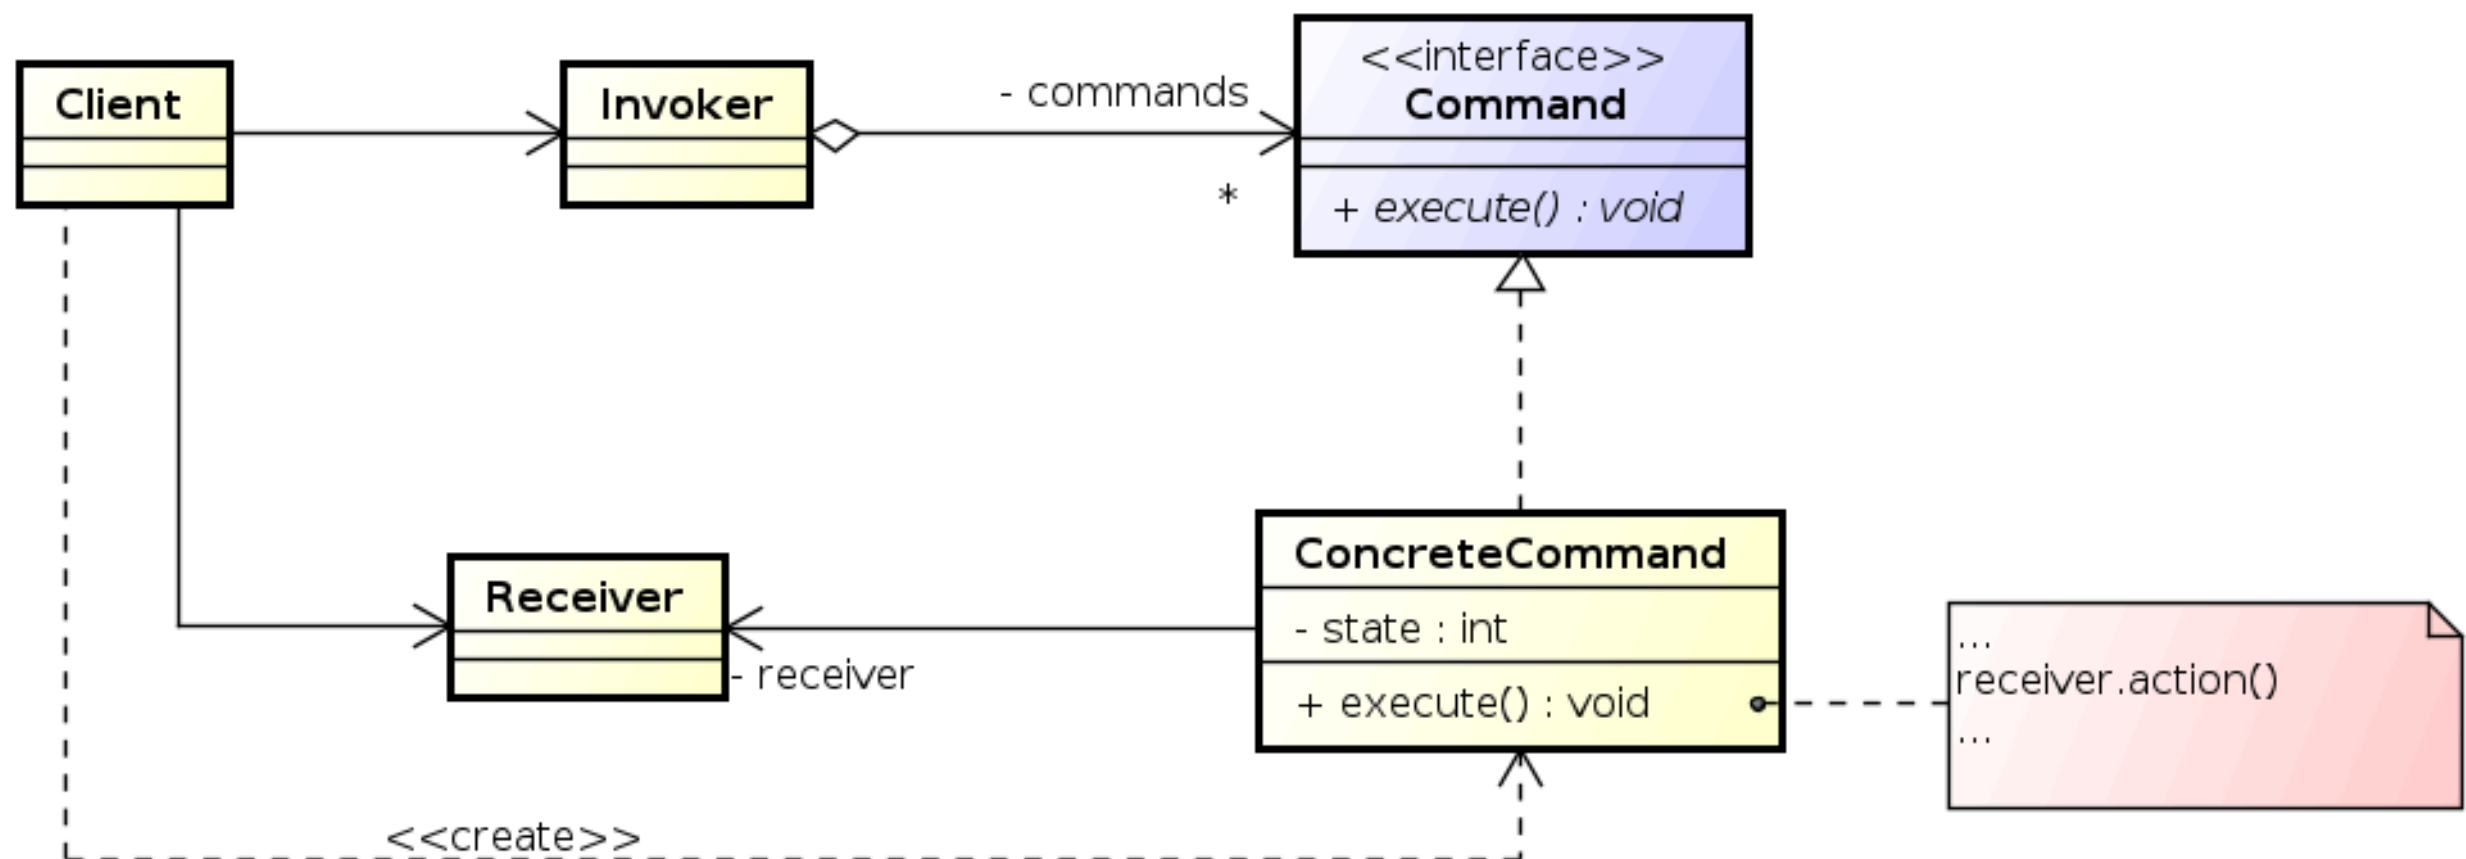 Client
Invoker
- commands
*
<<interface>>
Command
+ execute() : void
Receiver
- receiver
ConcreteCommand
- state : int
+ execute() : void
...
receiver.action()
...
<<create>>